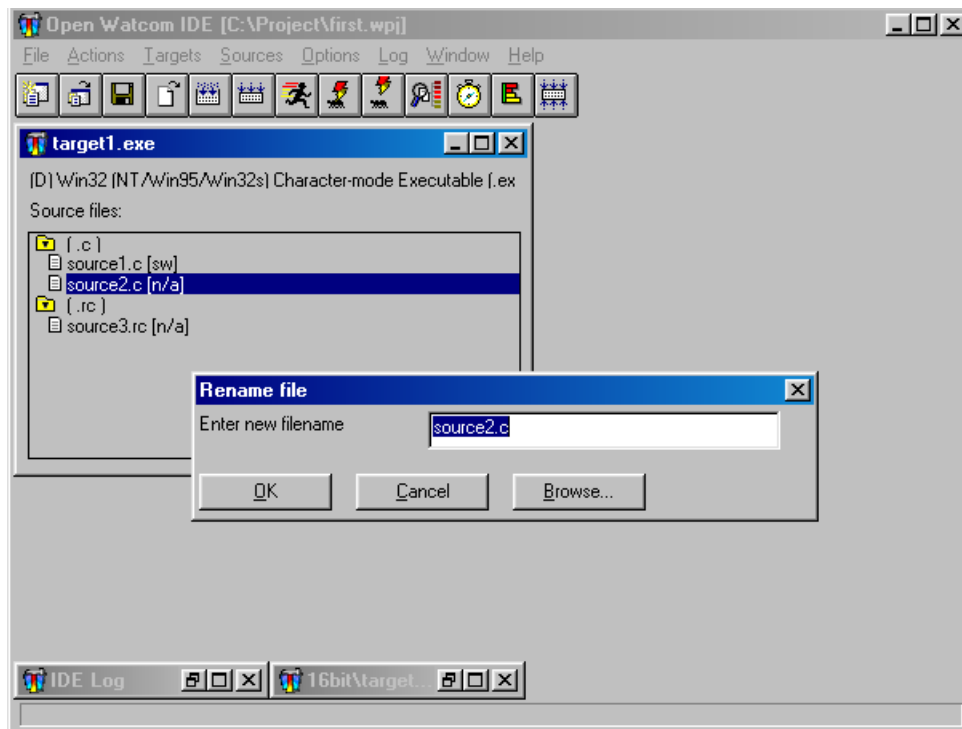 Open Watcom IDE [C:\Project\first.wpj]
File Actions Targets Sources Options Log Window Help
target1.exe
(D) Win32 (NT/Win95/Win32s) Character-mode Executable (.ex
Source files:
(.c)
source1.c [sw]
source2.c [n/a]
(.rc)
source3.rc [n/a]
Rename file
Enter new filename source2.c
OK Cancel Browse...
IDE Log 16bit\target...